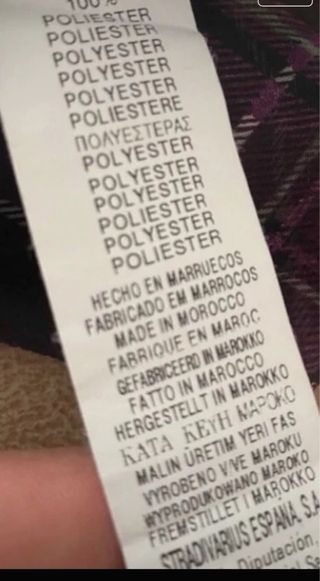 100%
POLIESTER
POLIESTER
POLYESTER
POLYESTER
POLYESTER
POLIESTERE
ΠΟΛΥΕΣΤΕΡΑΣ
POLYESTER
POLYESTER
POLYESTER
POLIESTER
POLYESTER
POLIESTER
HECHO EN MARRUECOS
FABRICADO EM MARROCOS
MADE IN MOROCCO
FABRIQUE EN MAROC
GEFABRICEERD IN MAROKKO
FATTO IN MAROCCO
HERGESTELLT IN MAROKKO
ΚΑΤΑ ΚΕΥΗ ΜΑΡΟΚΟ
MALIN ÜRETIM YERI FAS
VYROBENO V/VE MAROKU
WYPRODUKOWANO MAROKO
FREMSTILLET I MAROKKO
STRADIVARIUS ESPAÑA, S.A.
Diputación,